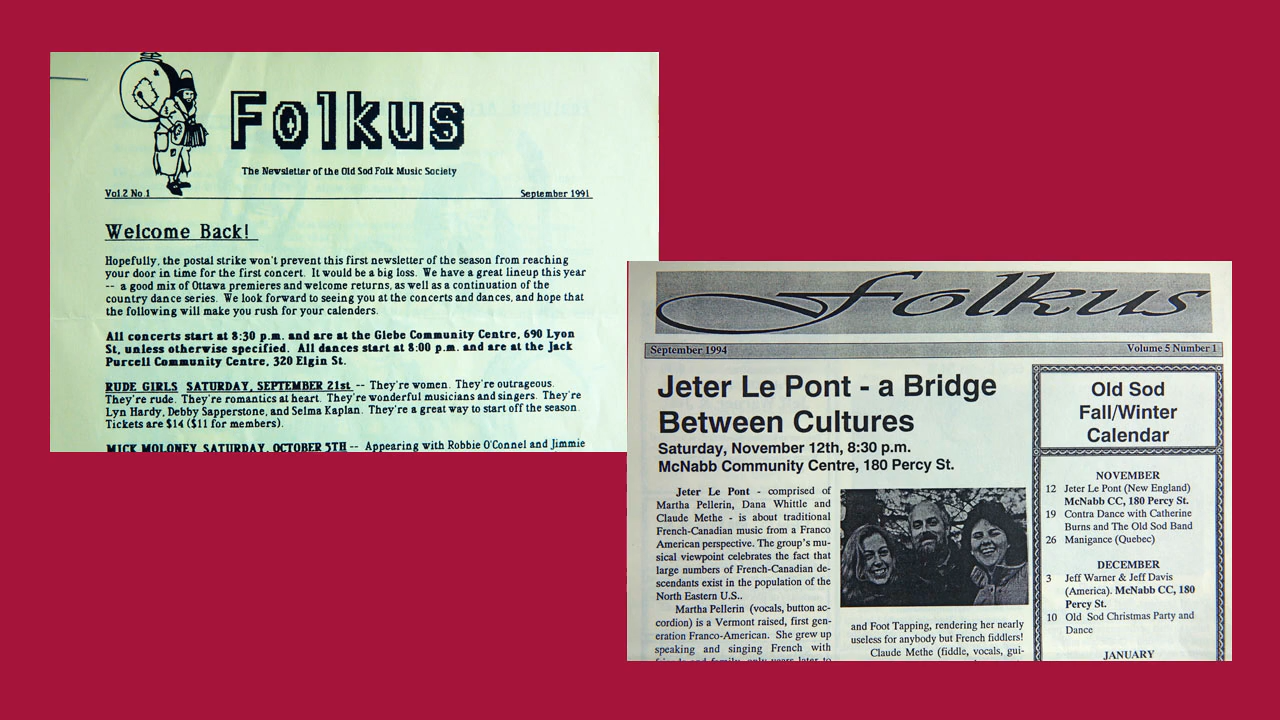 Folkus
The Newsletter of the Old Sod Folk Music Society
Vol.2 No 1 September 1991
Welcome Back!
Hopefully, the postal strike won't prevent this first newsletter of the season from reaching
your door in time for the first concert. It would be a big loss. We have a great lineup this year
-- a good mix of Ottawa premieres and welcome returns, as well as a continuation of the
country dance series. We look forward to seeing you at the concerts and dances, and hope that
the following will make you rush for your calenders.
All concerts start at 8:30 p.m. and are at the Glebe Community Centre, 690 Lyon
St, unless otherwise specified. All dances start at 8:00 p.m. and are at the Jack
Purcell Community Centre, 320 Elgin St.
RUDE GIRLS SATURDAY, SEPTEMBER 21st -- They're women. They're outrageous.
They're rude. They're romantics at heart. They're wonderful musicians and singers. They're
Lyn Hardy, Debby Sapperstone, and Selma Kaplan. They're a great way to start off the season.
Tickets are $14 ($11 for members).
MICK MOLONEY SATURDAY, OCTOBER 5TH -- Appearing with Robbie O'Connel and Jimmie
Folkus
September 1994 Volume 5 Number 1
Jeter Le Pont - a Bridge
Between Cultures
Saturday, November 12th, 8:30 p.m.
McNabb Community Centre, 180 Percy St.
Jeter Le Pont - comprised of
Martha Pellerin, Dana Whittle and
Claude Methe - is about traditional
French-Canadian music from a Franco
American perspective. The group's mu-
sical viewpoint celebrates the fact that
large numbers of French-Canadian de-
scendants exist in the population of the
North Eastern U.S..
Martha Pellerin (vocals, button ac-
cordion) is a Vermont raised, first gen-
eration Franco-American. She grew up
speaking and singing French with
friends and family, only years later to
and Foot Tapping, rendering her nearly
useless for anybody but French fiddlers!
Claude Methe (fiddle, vocals, gui-
Old Sod
Fall/Winter
Calendar
NOVEMBER
12 Jeter Le Pont (New England)
McNabb CC, 180 Percy St.
19 Contra Dance with Catherine
Burns and The Old Sod Band
26 Manigance (Quebec)
DECEMBER
3 Jeff Warner & Jeff Davis
(America). McNabb CC, 180
Percy St.
10 Old Sod Christmas Party and
Dance
JANUARY